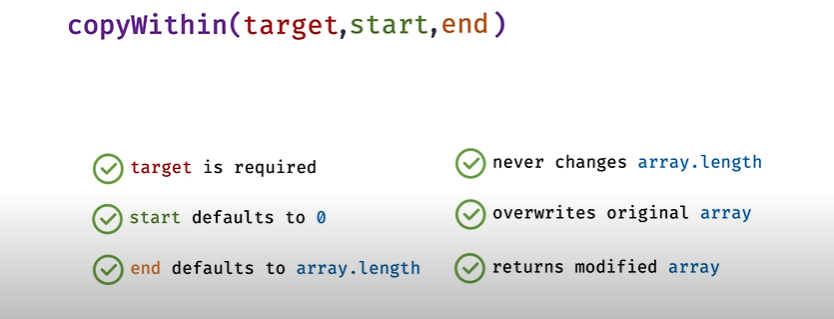 copyWithin(target,start,end)
target is required
start defaults to 0
end defaults to array.length
never changes array.length
overwrites original array
returns modified array